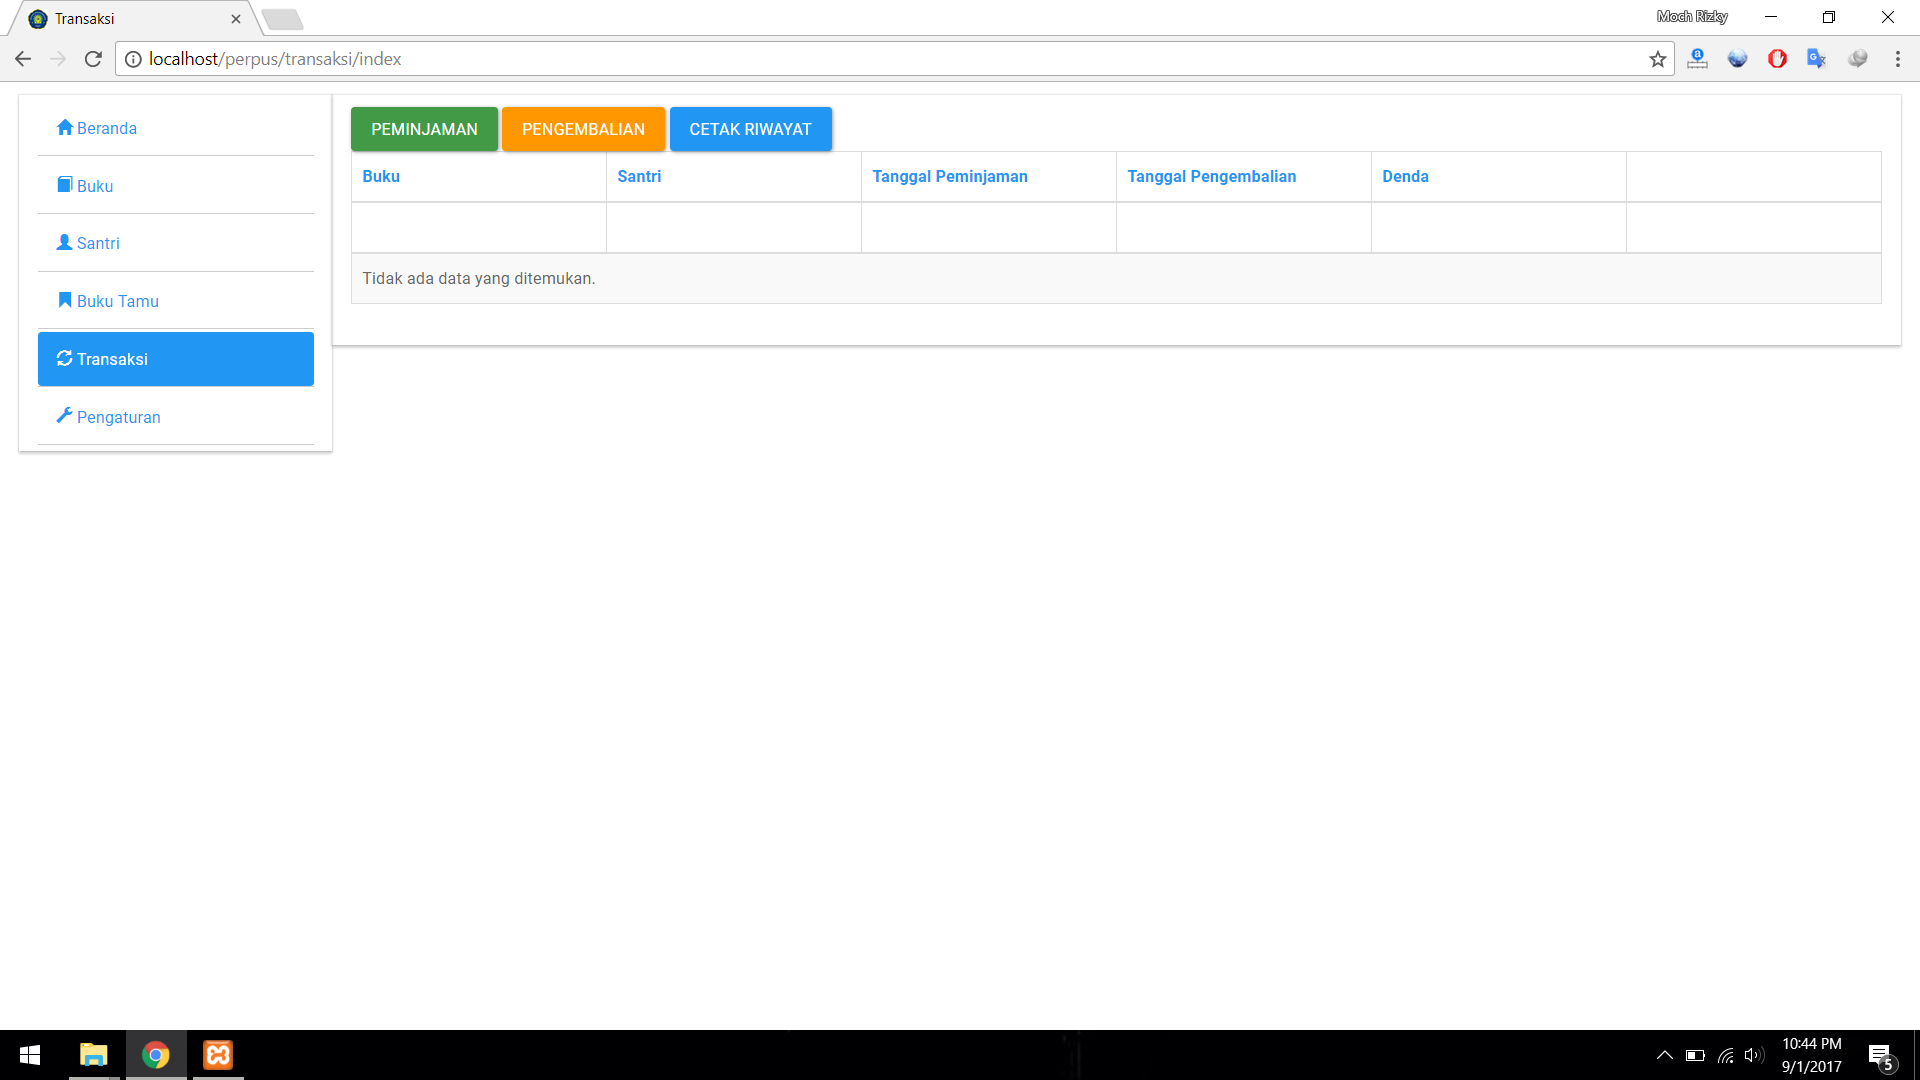 Transaksi
Moch Rizky
localhost/perpus/transaksi/index
Beranda
Buku
Santri
Buku Tamu
Transaksi
Pengaturan
PEMINJAMAN PENGEMBALIAN CETAK RIWAYAT
Buku Santri Tanggal Peminjaman Tanggal Pengembalian Denda
Tidak ada data yang ditemukan.
10:44 PM
9/1/2017
5